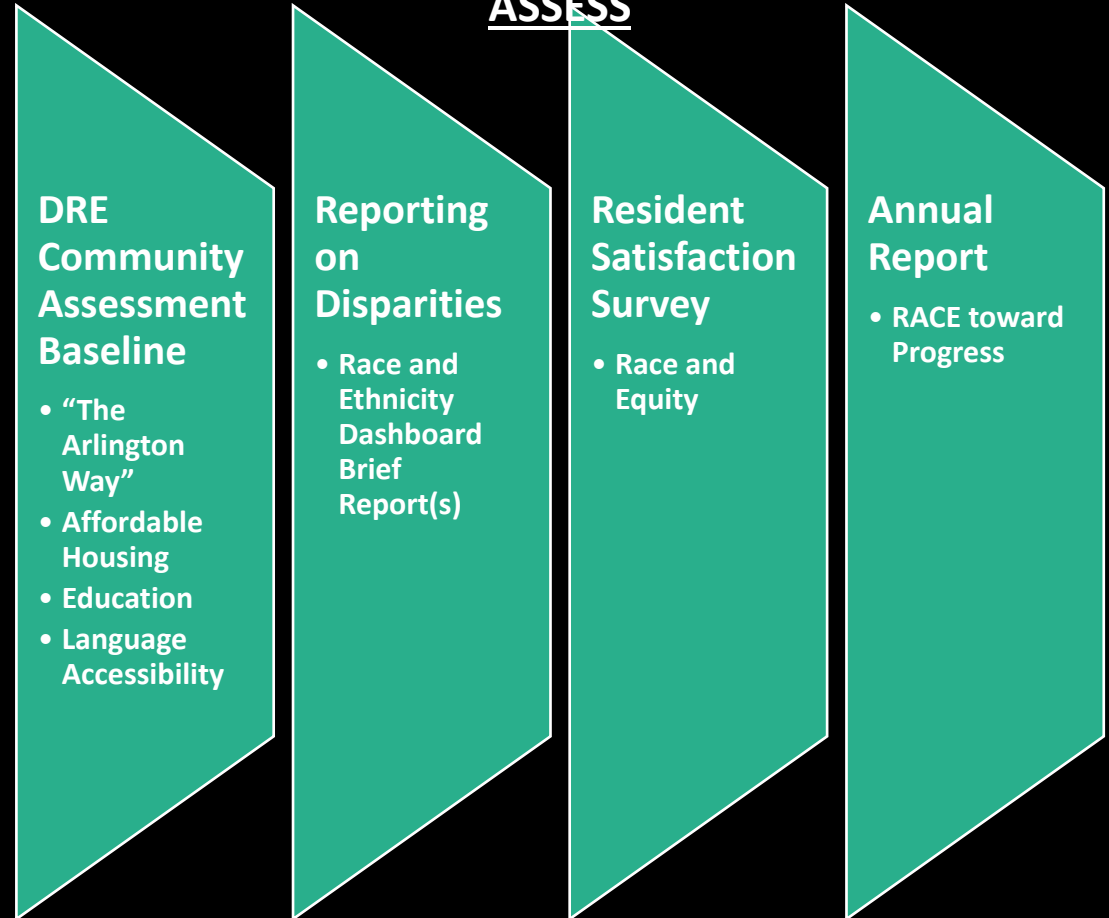 ASSESS
DRE
Community
Assessment
Baseline
• “The
Arlington
Way”
• Affordable
Housing
• Education
• Language
Accessibility
Reporting
on
Disparities
• Race and
Ethnicity
Dashboard
Brief
Report(s)
Resident
Satisfaction
Survey
• Race and
Equity
Annual
Report
• RACE toward
Progress